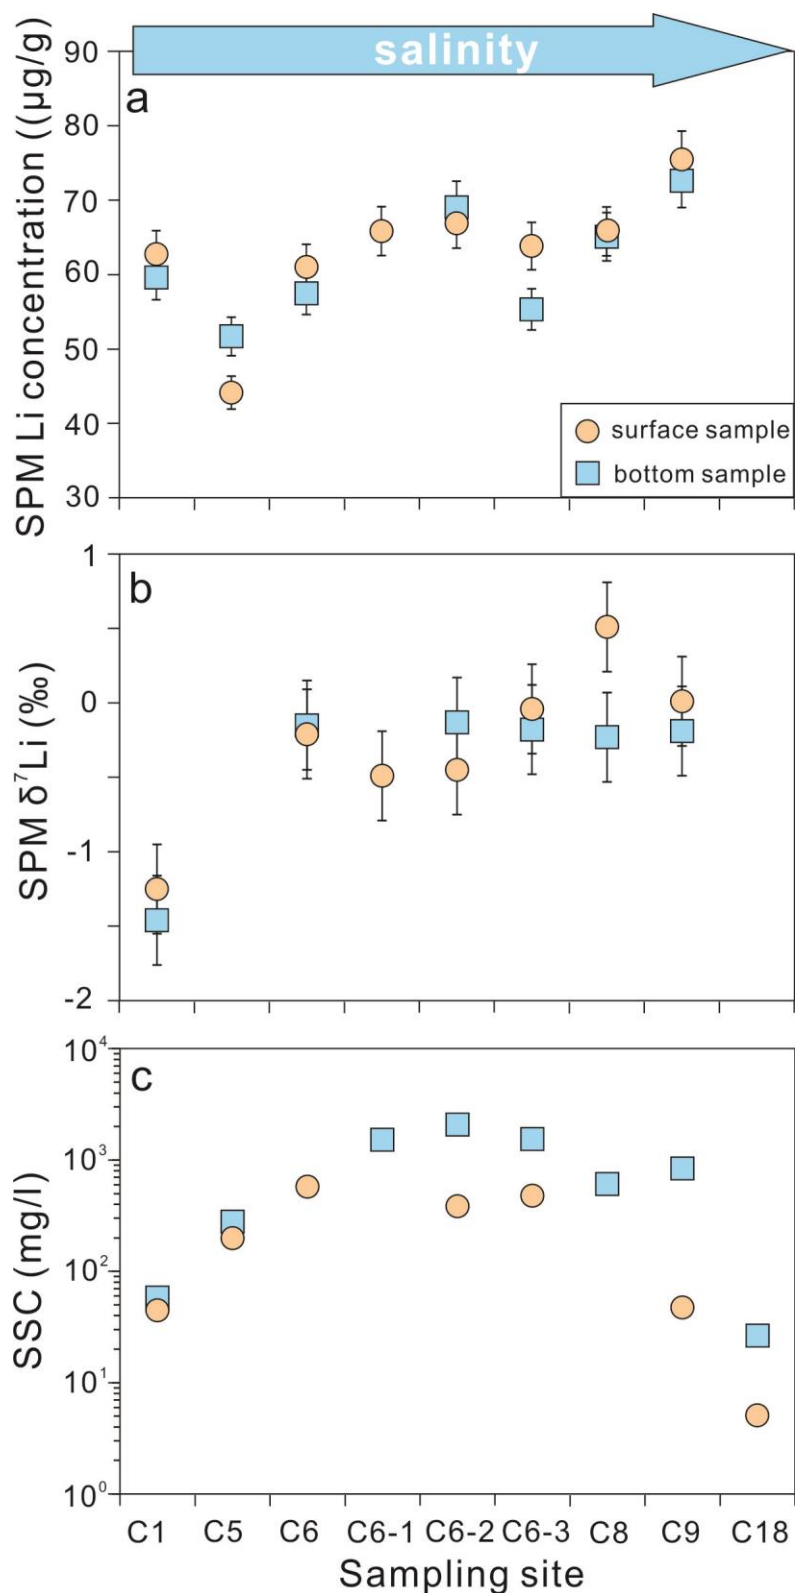 salinity
SPM Li concentration ((μg/g)
90
80
70
60
50
40
30
a
surface sample
bottom sample
SPM δ⁷Li (‰)
1
0
-1
-2
b
SSC (mg/l)
10⁴
10³
10²
10¹
10⁰
c
C1 C5 C6 C6-1 C6-2 C6-3 C8 C9 C18
Sampling site